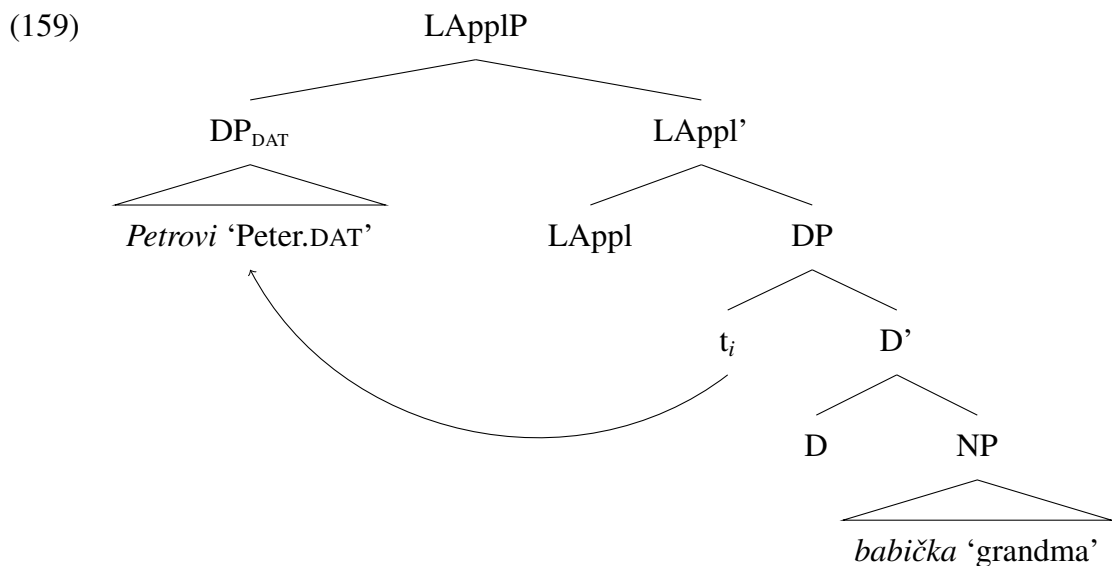 (159) LApplP
DP_DAT LAppl’
Petrovi ‘Peter.DAT’ LAppl DP
t_i D’
D NP
babička ‘grandma’